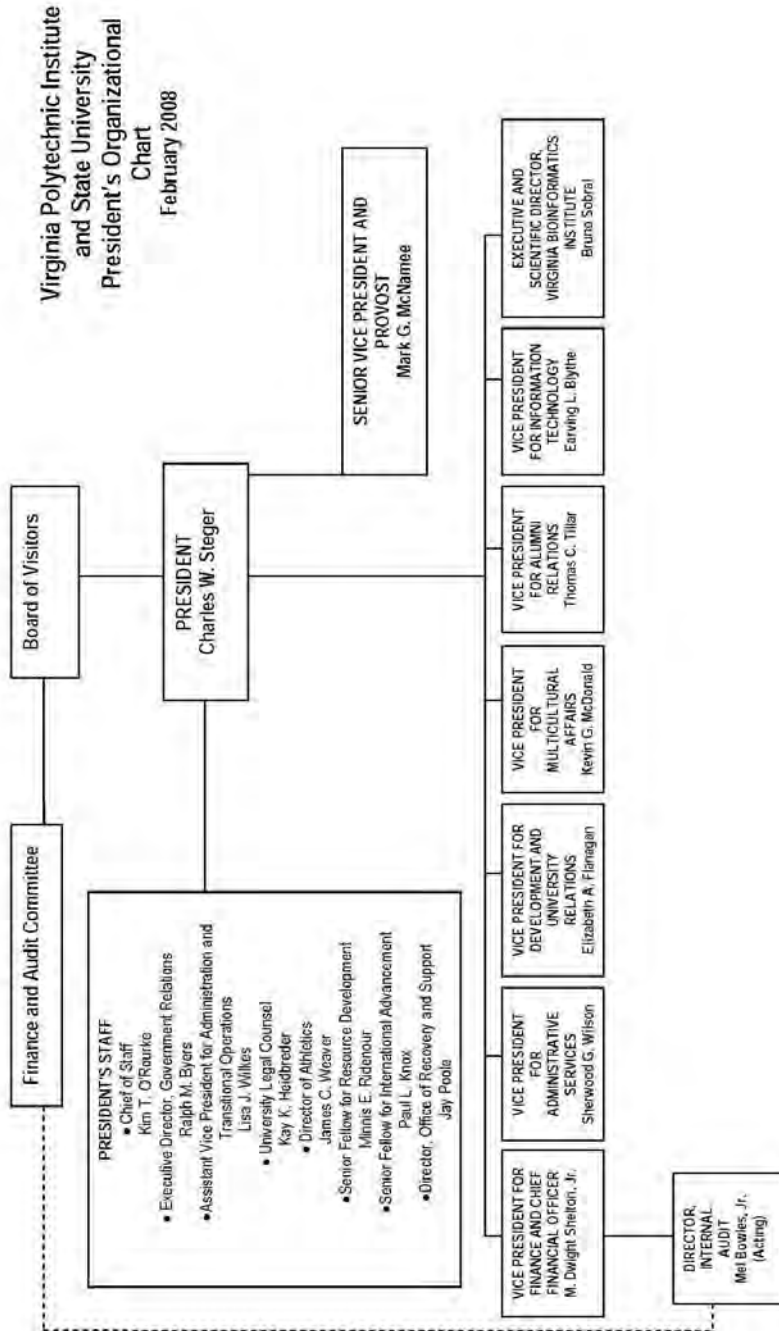 Virginia Polytechnic Institute
and State University
President's Organizational
Chart
February 2008
Finance and Audit Committee
Board of Visitors
PRESIDENT
Charles W. Steger
SENIOR VICE PRESIDENT AND
PROVOST
Mark G. McNamee
PRESIDENT'S STAFF
• Chief of Staff
Kim T. O'Rourke
• Executive Director, Government Relations
Ralph M. Byers
• Assistant Vice President for Administration and
Transitional Operations
Lisa J. Wilkes
• University Legal Counsel
Kay K. Heidbreder
• Director of Athletics
James C. Weaver
• Senior Fellow for Resource Development
Minnis E. Ridenour
• Senior Fellow for International Advancement
Paul L. Knox
• Director, Office of Recovery and Support
Jay Poole
VICE PRESIDENT FOR
FINANCE AND CHIEF
FINANCIAL OFFICER
M. Dwight Shelton, Jr.
VICE PRESIDENT
FOR
ADMINISTRATIVE
SERVICES
Sherwood G. Wilson
VICE PRESIDENT FOR
DEVELOPMENT AND
UNIVERSITY
RELATIONS
Elizabeth A. Flanagan
VICE PRESIDENT
FOR
MULTICULTURAL
AFFAIRS
Kevin G. McDonald
VICE PRESIDENT
FOR ALUMNI
RELATIONS
Thomas C. Tillar
VICE PRESIDENT
FOR INFORMATION
TECHNOLOGY
Earving L. Blythe
EXECUTIVE AND
SCIENTIFIC DIRECTOR,
VIRGINIA BIOINFORMATICS
INSTITUTE
Bruno Sobral
DIRECTOR,
INTERNAL
AUDIT
Mel Bowles, Jr.
(Acting)